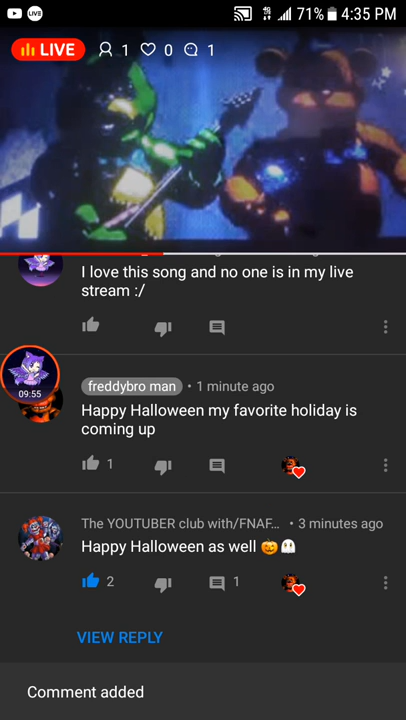 LIVE
71% 4:35 PM
LIVE 1 0 1
I love this song and no one is in my live
stream :/
freddybro man • 1 minute ago
09:55
Happy Halloween my favorite holiday is
coming up
1
The YOUTUBER club with/FNAF... • 3 minutes ago
Happy Halloween as well 🎃👻
2 1
VIEW REPLY
Comment added